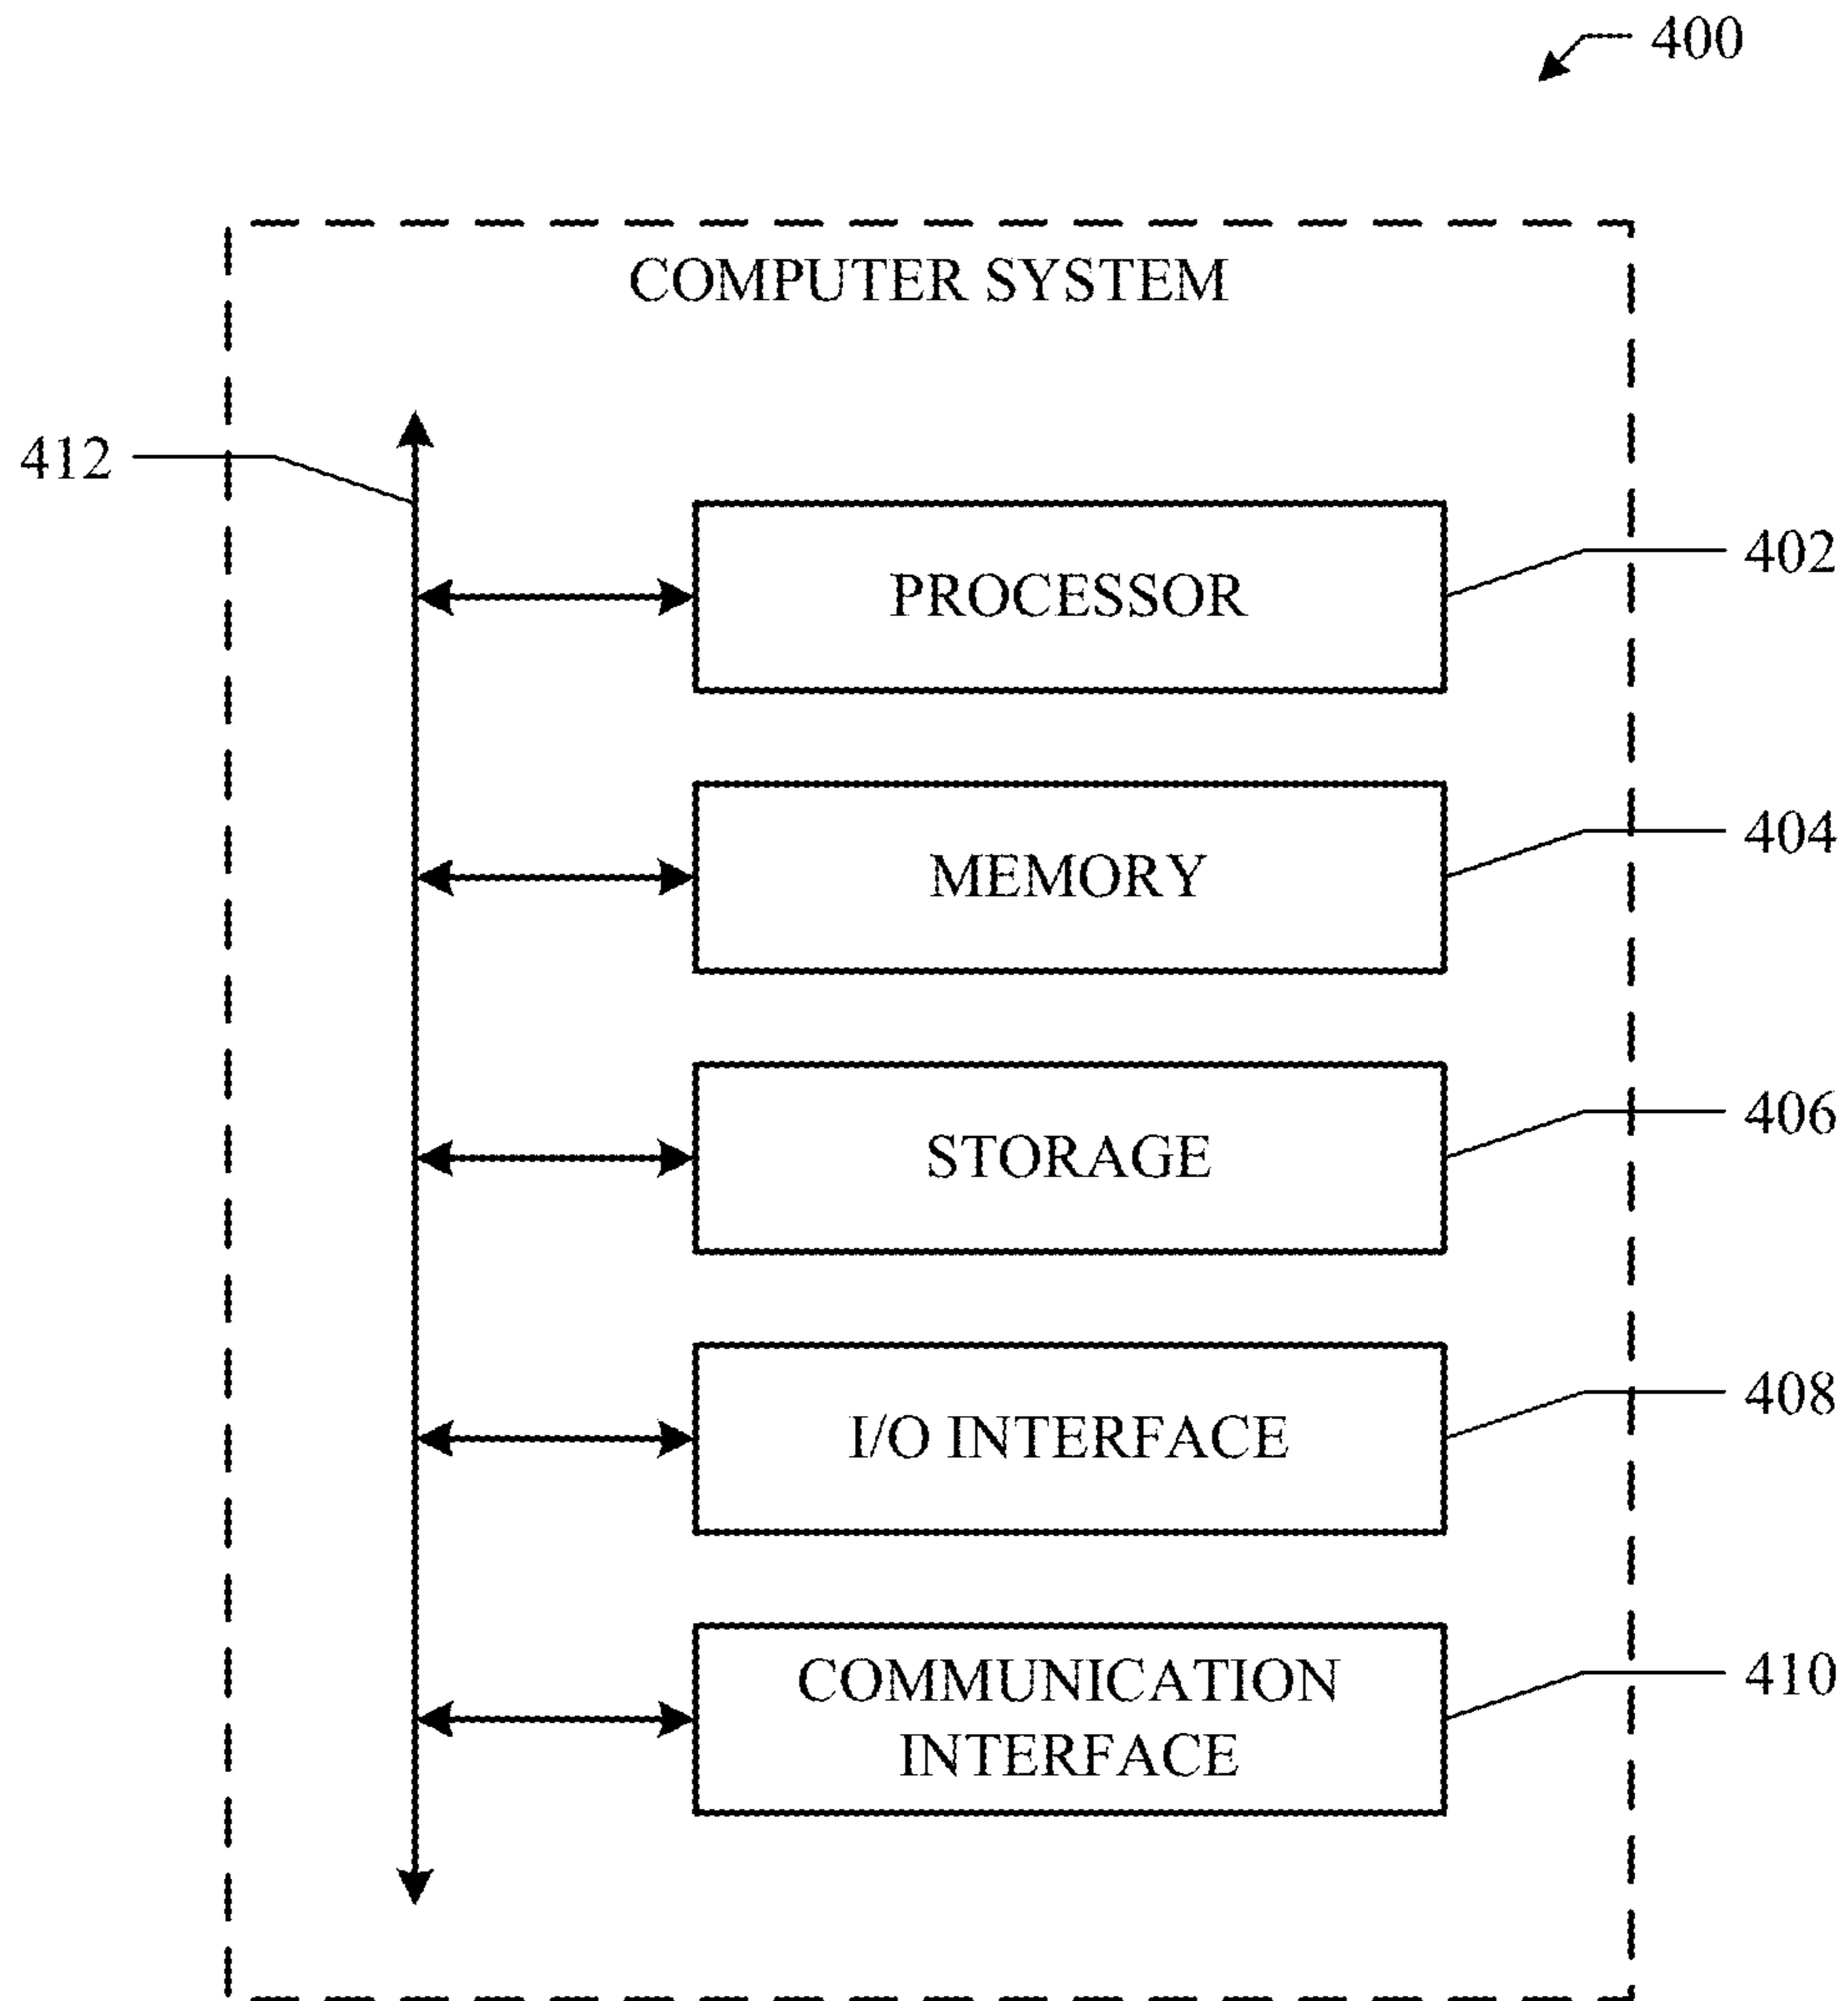 400
COMPUTER SYSTEM
412
PROCESSOR
402
MEMORY
404
STORAGE
406
I/O INTERFACE
408
COMMUNICATION
INTERFACE
410